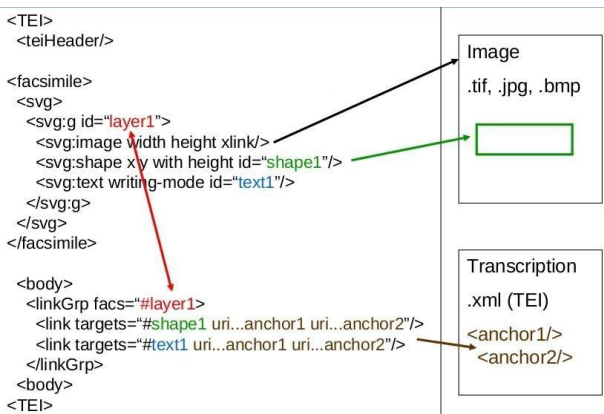 <TEI>
<teiHeader/>
<facsimile>
<svg>
<svg:g id=“layer1”>
<svg:image width height xlink/>
<svg:shape x y with height id=“shape1”/>
<svg:text writing-mode id=“text1”/>
</svg:g>
</svg>
</facsimile>
<body>
<linkGrp facs=“#layer1>
<link targets=“#shape1 uri...anchor1 uri...anchor2”/>
<link targets=“#text1 uri...anchor1 uri...anchor2”/>
</linkGrp>
<body>
<TEI>
Image
.tif, .jpg, .bmp
Transcription
.xml (TEI)
<anchor1/>
<anchor2/>